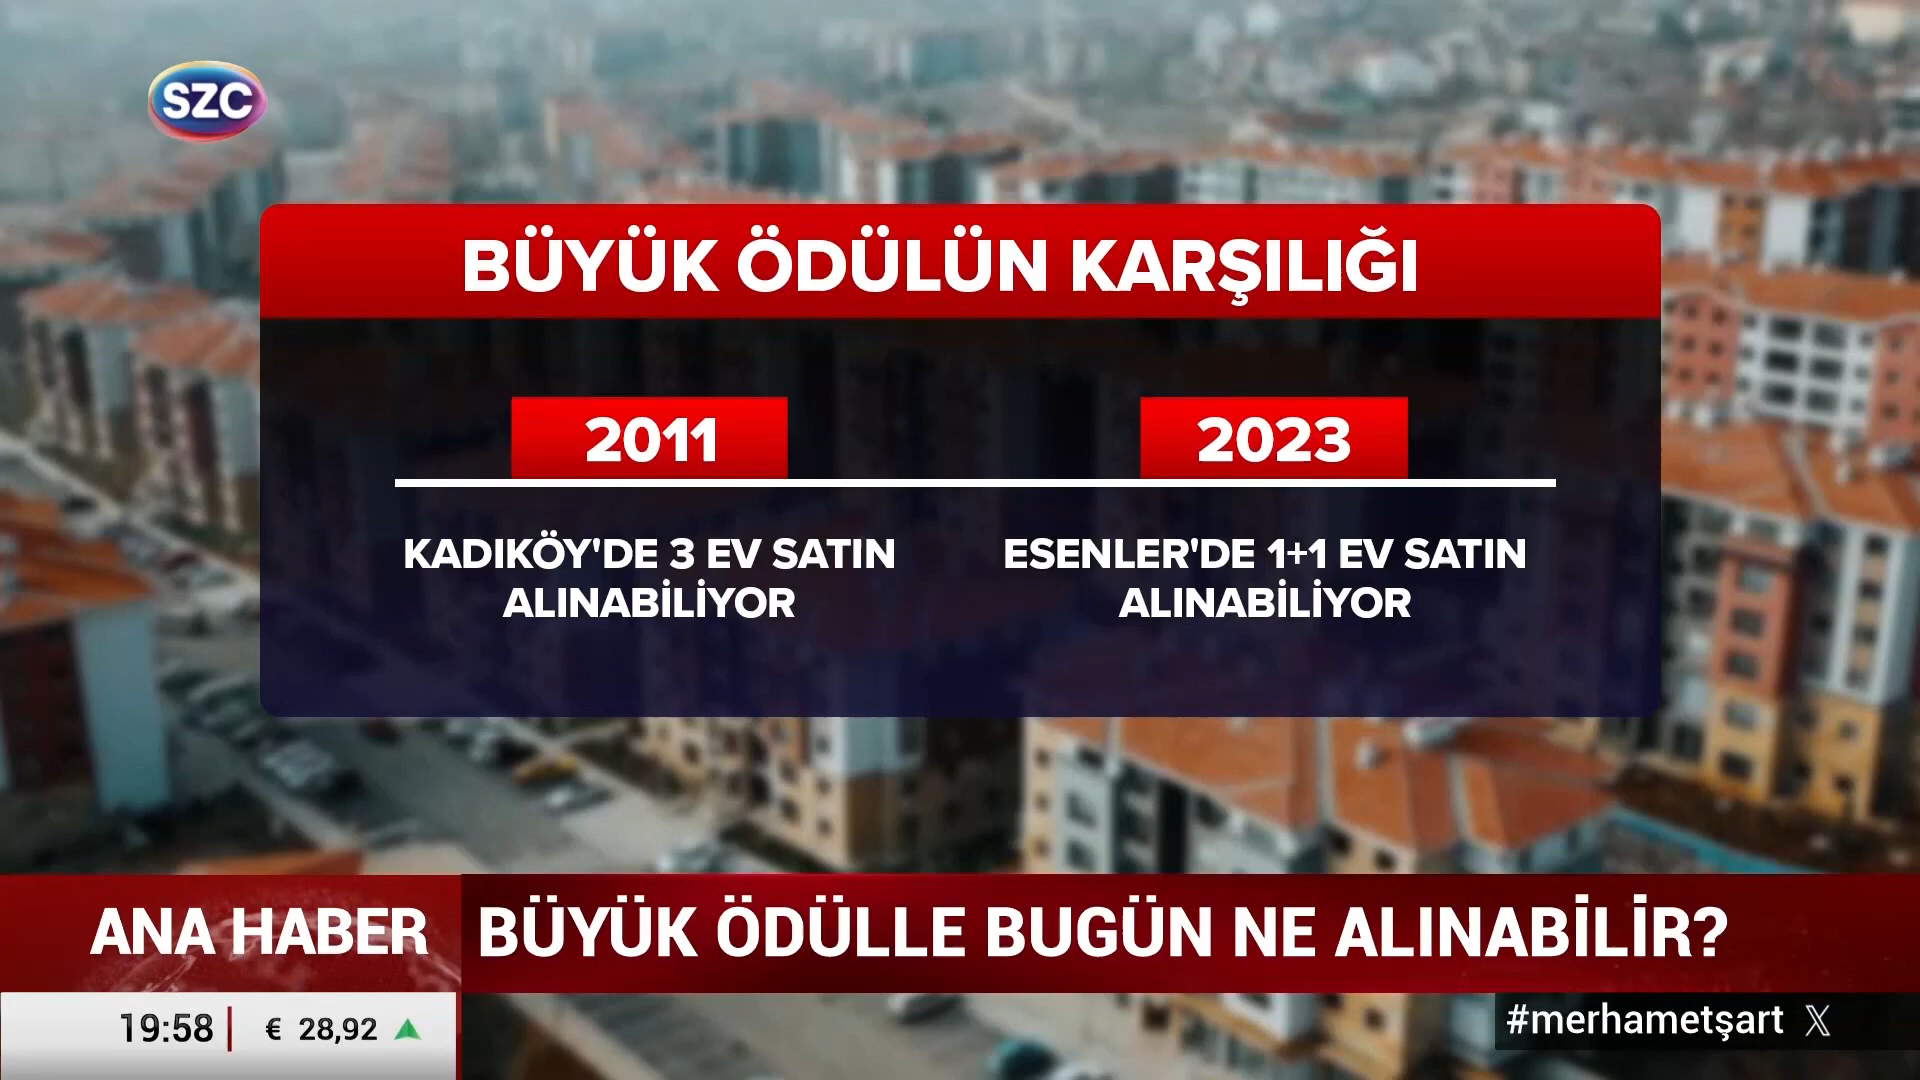 SZC
BÜYÜK ÖDÜLÜN KARŞILIĞI
2011
KADIKÖY'DE 3 EV SATIN
ALINABİLİYOR
2023
ESENLER'DE 1+1 EV SATIN
ALINABİLİYOR
ANA HABER
BÜYÜK ÖDÜLLE BUGÜN NE ALINABİLİR?
19:58
€ 28,92
#merhametşart X